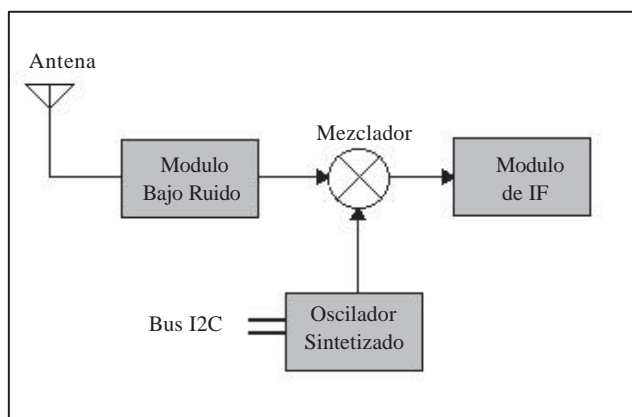 Antena
Mezclador
Modulo
Bajo Ruido
Modulo
de IF
Bus I2C
Oscilador
Sintetizado